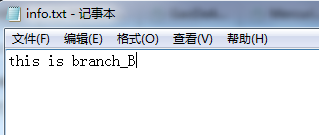 info.txt - 记事本
文件(F) 编辑(E) 格式(O) 查看(V) 帮助(H)
this is branch_B